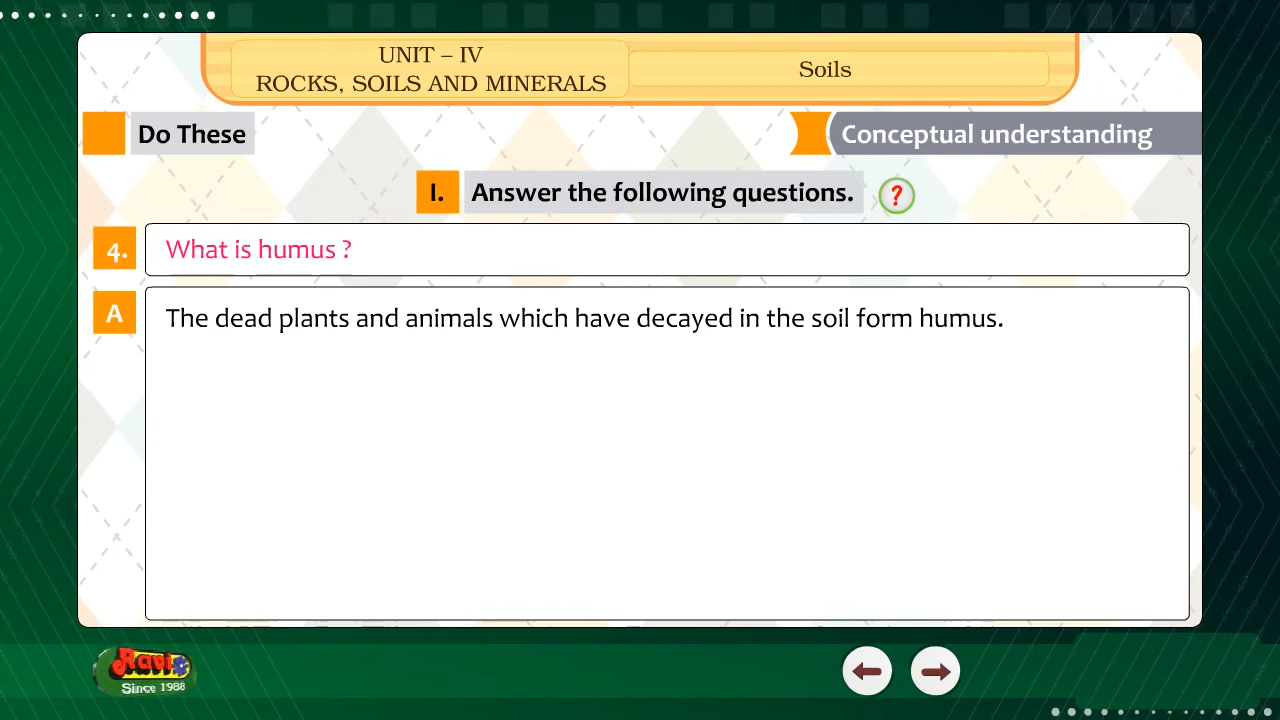 UNIT – IV
ROCKS, SOILS AND MINERALS
Soils
Do These
Conceptual understanding
I. Answer the following questions. ?
4. What is humus ?
A The dead plants and animals which have decayed in the soil form humus.
Ravi
Since 1988